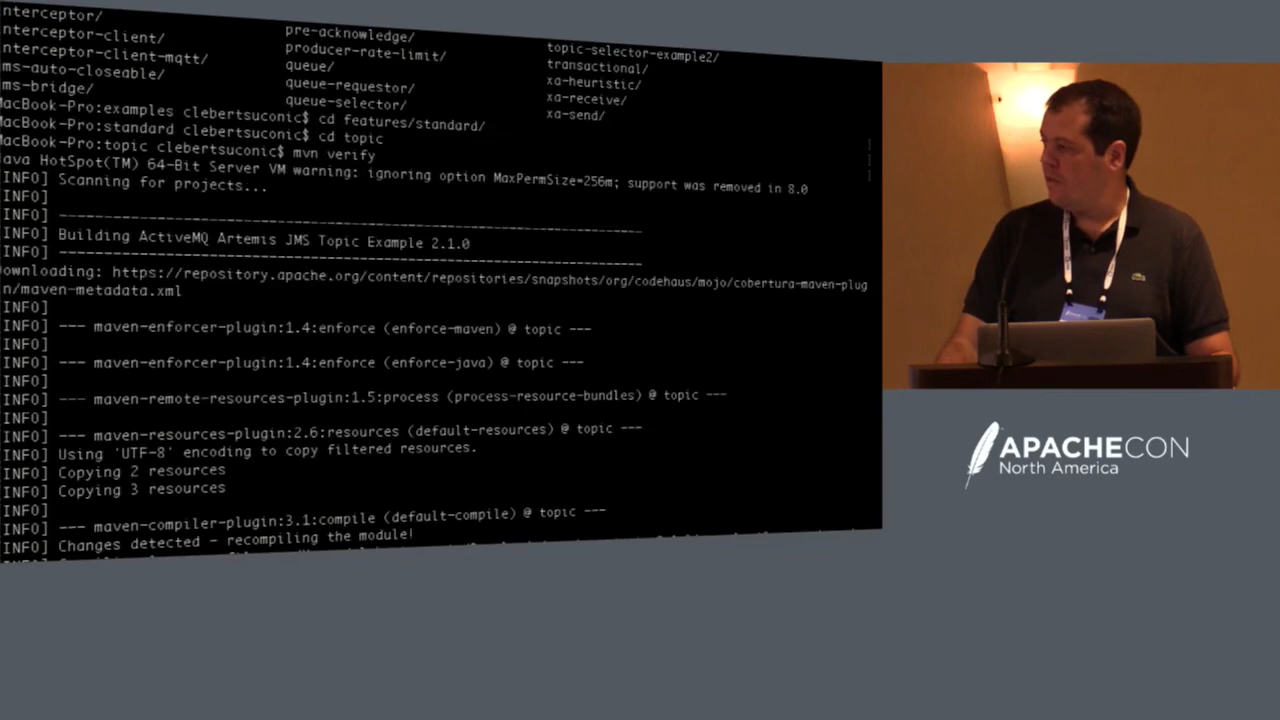 nterceptor/
nterceptor-client/ pre-acknowledge/ topic-selector-example2/
nterceptor-client-mqtt/ producer-rate-limit/ transactional/
ms-auto-closeable/ queue/ xa-heuristic/
ms-bridge/ queue-requestor/ xa-receive/
queue-selector/ xa-send/
MacBook-Pro:examples clebertsuconic$ cd features/standard/
MacBook-Pro:standard clebertsuconic$ cd topic
MacBook-Pro:topic clebertsuconic$ mvn verify
ava HotSpot(TM) 64-Bit Server VM warning: ignoring option MaxPermSize=256m; support was removed in 8.0
[INFO] Scanning for projects...
[INFO]
[INFO] ------------------------------------------------------------------------
[INFO] Building ActiveMQ Artemis JMS Topic Example 2.1.0
[INFO] ------------------------------------------------------------------------
ownloading: https://repository.apache.org/content/repositories/snapshots/org/codehaus/mojo/cobertura-maven-plug
n/maven-metadata.xml
[INFO]
[INFO] --- maven-enforcer-plugin:1.4:enforce (enforce-maven) @ topic ---
[INFO]
[INFO] --- maven-enforcer-plugin:1.4:enforce (enforce-java) @ topic ---
[INFO]
[INFO] --- maven-remote-resources-plugin:1.5:process (process-resource-bundles) @ topic ---
[INFO]
[INFO] --- maven-resources-plugin:2.6:resources (default-resources) @ topic ---
[INFO] Using 'UTF-8' encoding to copy filtered resources.
[INFO] Copying 2 resources
[INFO] Copying 3 resources
[INFO]
[INFO] --- maven-compiler-plugin:3.1:compile (default-compile) @ topic ---
[INFO] Changes detected - recompiling the module!
APACHECON
North America